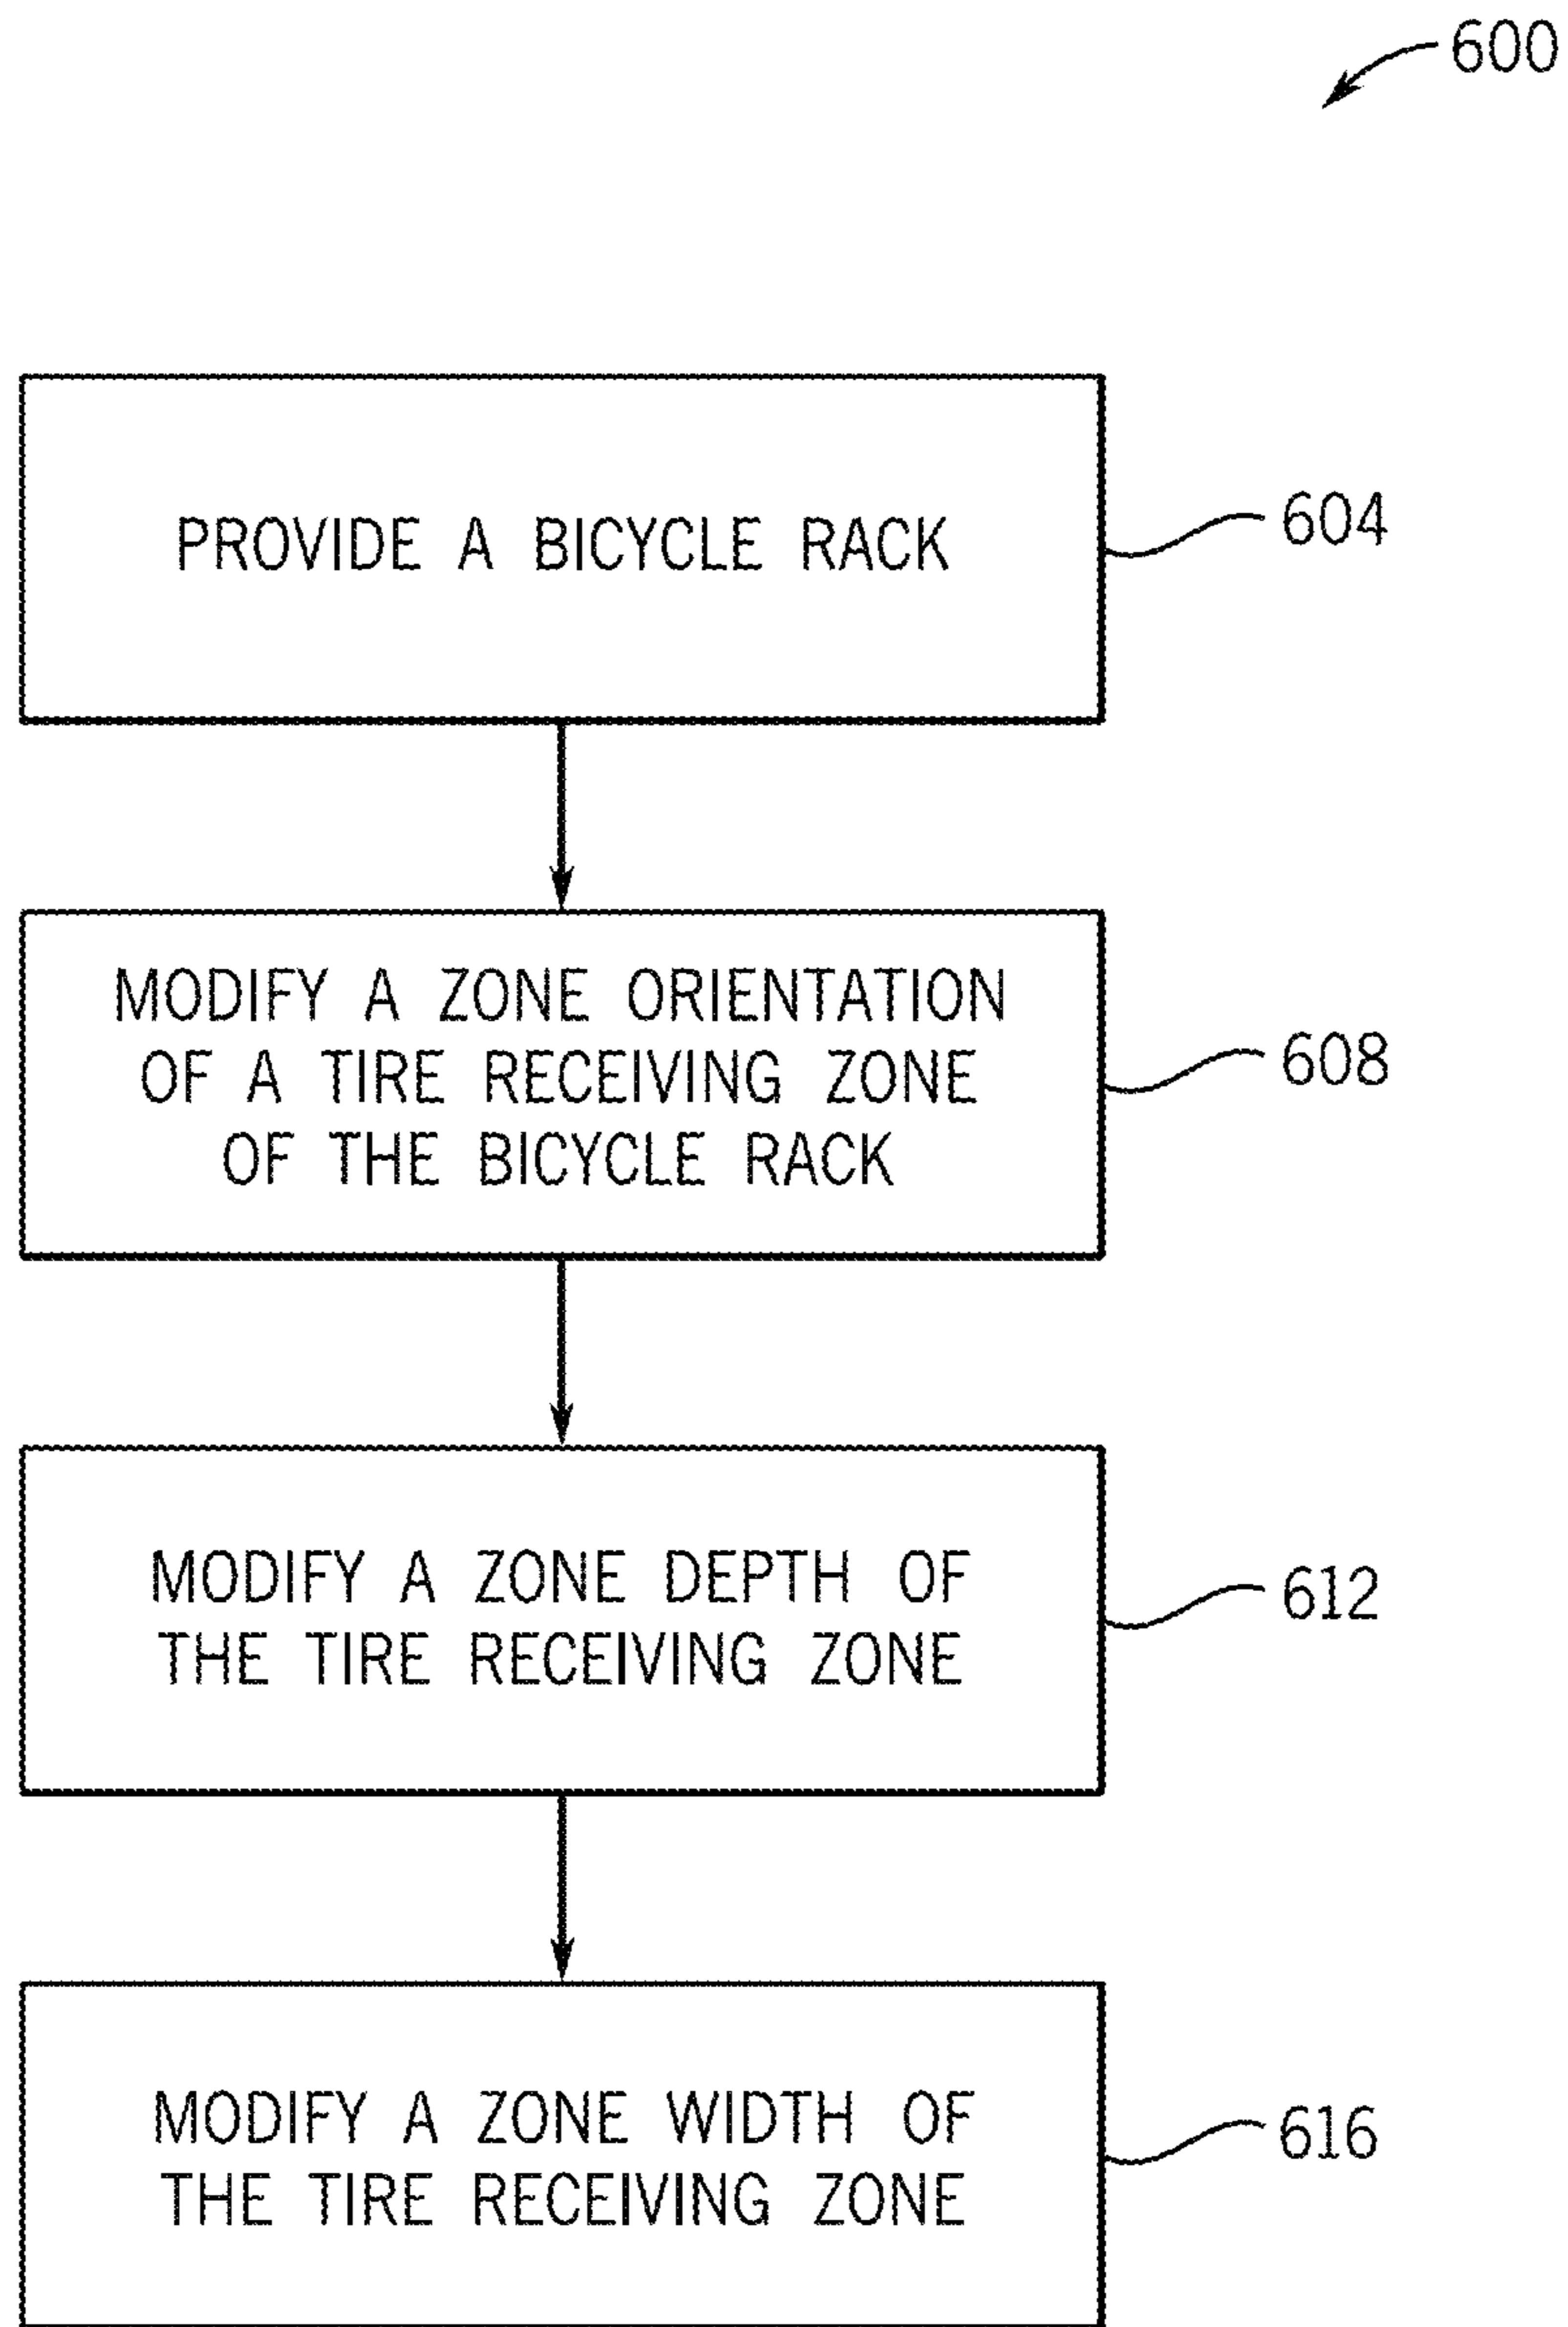 600
PROVIDE A BICYCLE RACK
604
MODIFY A ZONE ORIENTATION
OF A TIRE RECEIVING ZONE
OF THE BICYCLE RACK
608
MODIFY A ZONE DEPTH OF
THE TIRE RECEIVING ZONE
612
MODIFY A ZONE WIDTH OF
THE TIRE RECEIVING ZONE
616